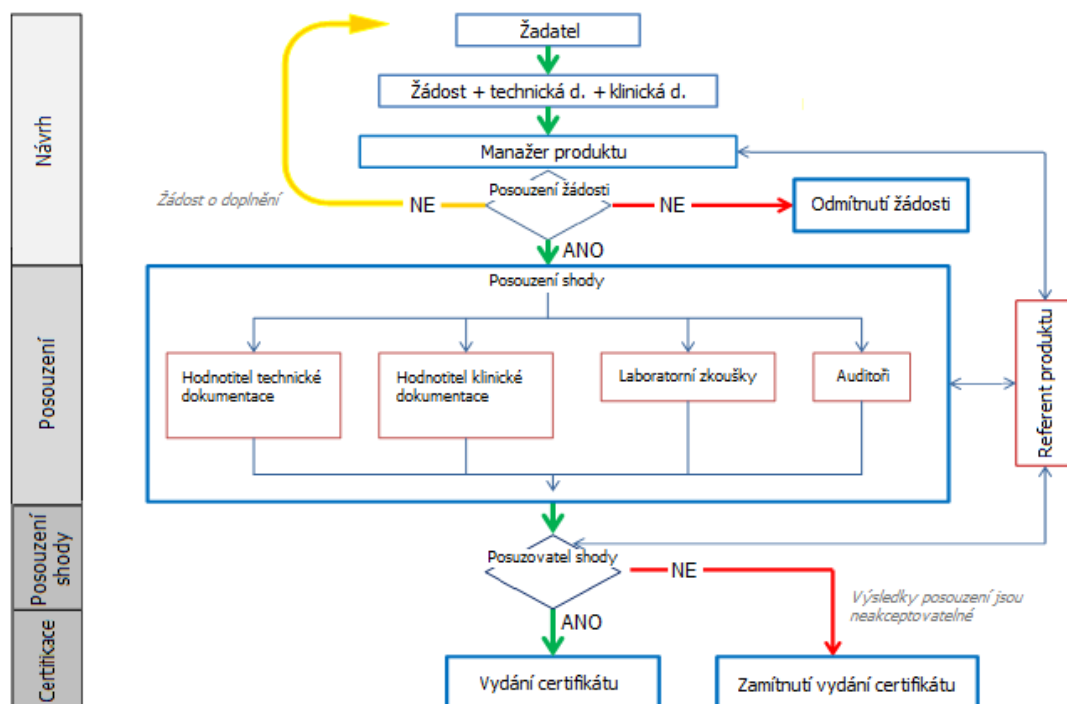 Žadatel
Žádost + technická d. + klinická d.
Návrh
Manažer produktu
Posouzení žádosti
Žádost o doplnění
NE
NE
Odmítnutí žádosti
ANO
Posouzení
Posouzení shody
Hodnotitel technické
dokumentace
Hodnotitel klinické
dokumentace
Laboratorní zkoušky
Auditoři
Referent produktu
Posouzení
shody
Posuzovatel shody
NE
Výsledky posouzení jsou
neakceptovatelné
ANO
Certifikace
Vydání certifikátu
Zamítnutí vydání certifikátu